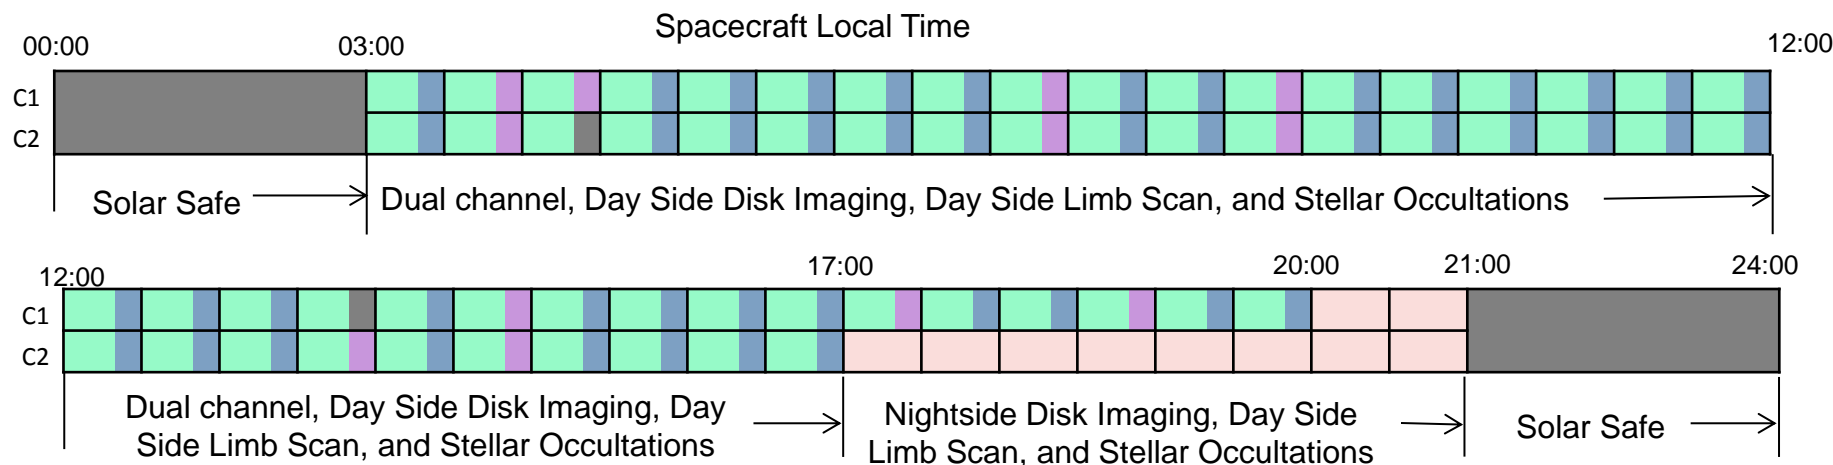 Spacecraft Local Time
00:00 03:00 12:00
C1
C2
Solar Safe
Dual channel, Day Side Disk Imaging, Day Side Limb Scan, and Stellar Occultations
12:00 17:00 20:00 21:00 24:00
C1
C2
Dual channel, Day Side Disk Imaging, Day
Side Limb Scan, and Stellar Occultations
Nightside Disk Imaging, Day Side
Limb Scan, and Stellar Occultations
Solar Safe